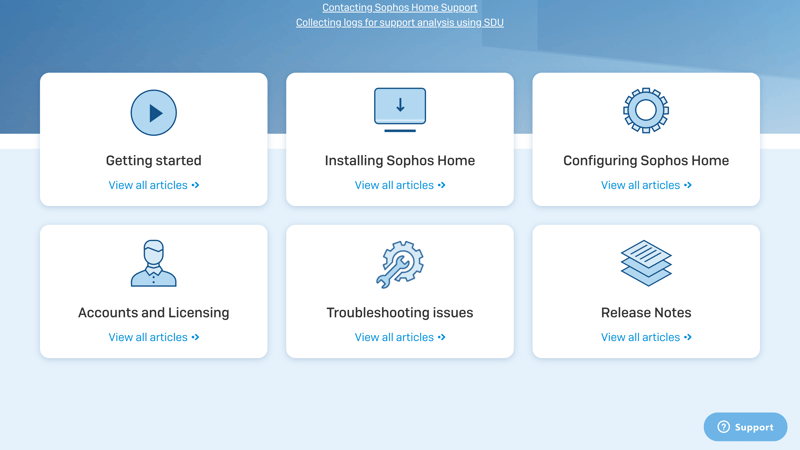 Contacting Sophos Home Support
Collecting logs for support analysis using SDU
Getting started
View all articles
Installing Sophos Home
View all articles
Configuring Sophos Home
View all articles
Accounts and Licensing
View all articles
Troubleshooting issues
View all articles
Release Notes
View all articles
Support